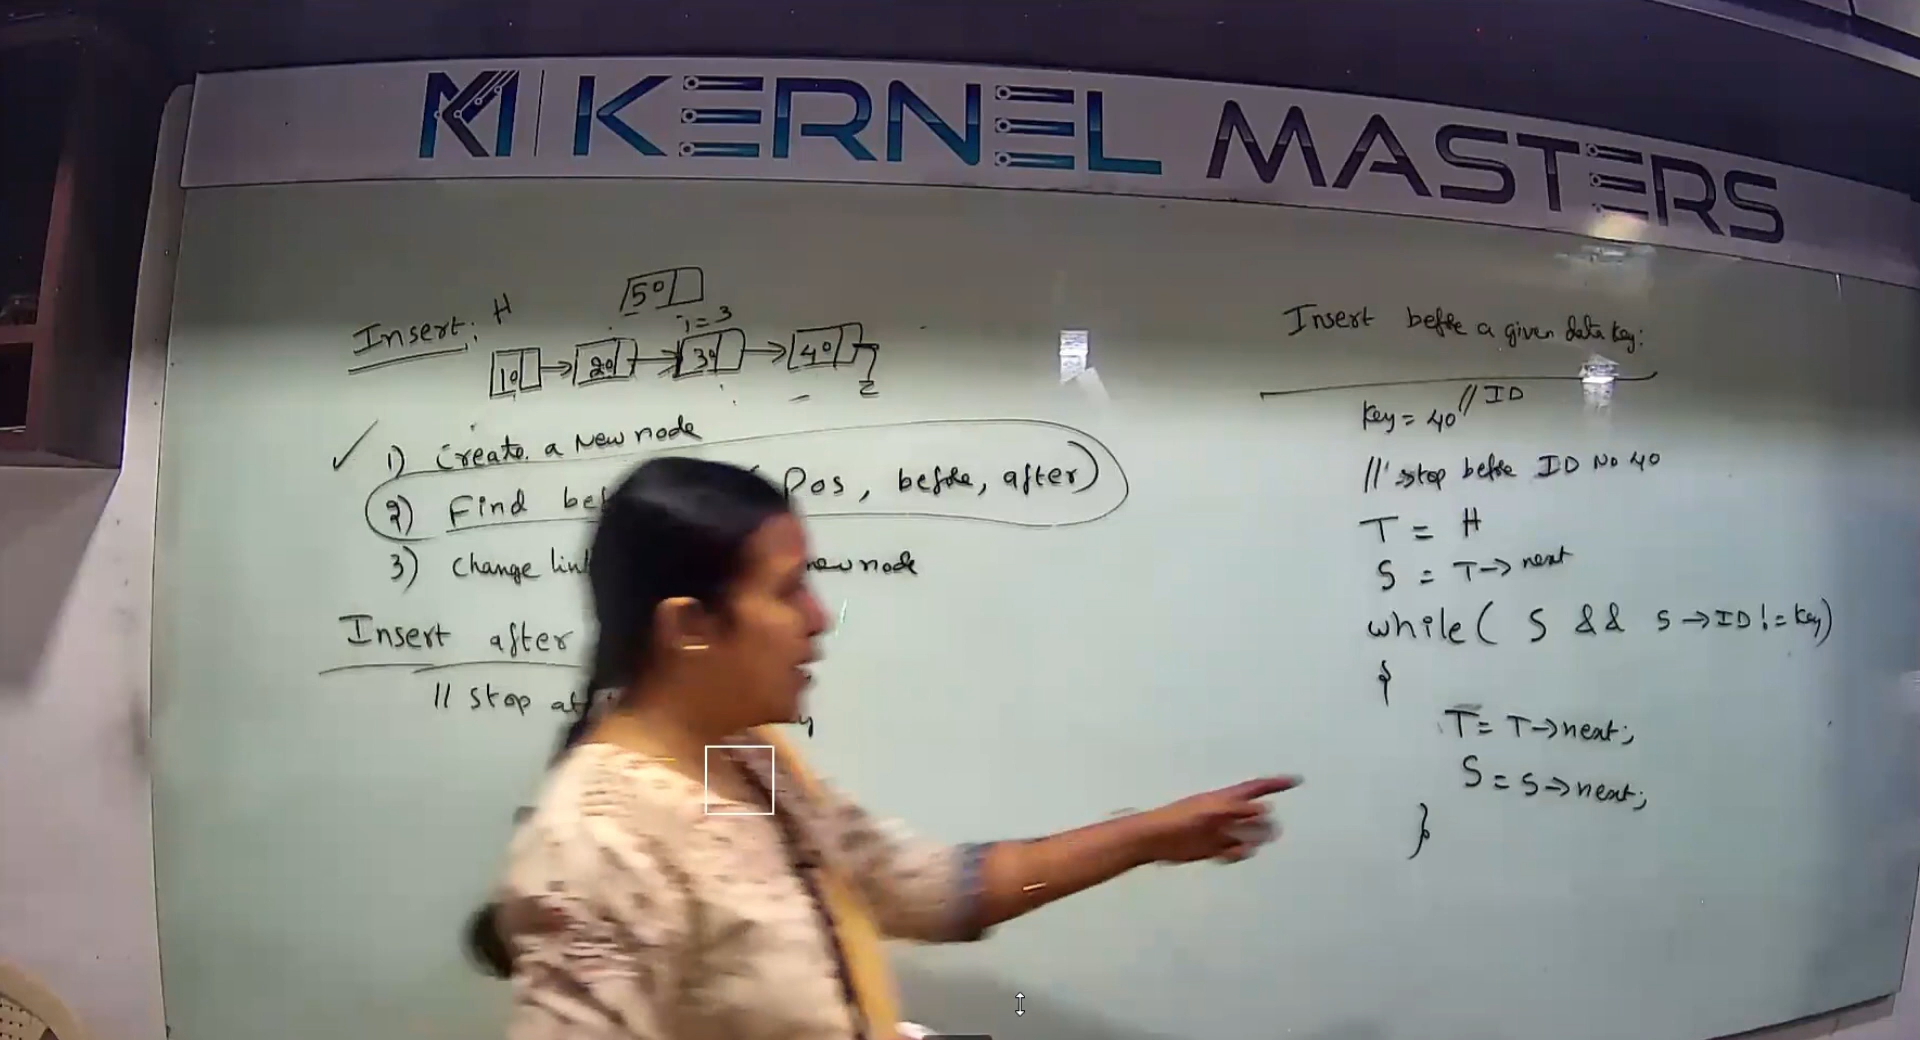 KM KERNEL MASTERS
Insert: H
50
i=3
10 20 30 40
1) Create a New node
2) Find (Pos, before, after)
3) Change new node
Insert after
// Stop
Insert before a given data key:
Key = 40 // ID
// stop before ID No 40
T = H
S = T->next
while( S && S->ID != Key)
{
T = T->next;
S = S->next;
}